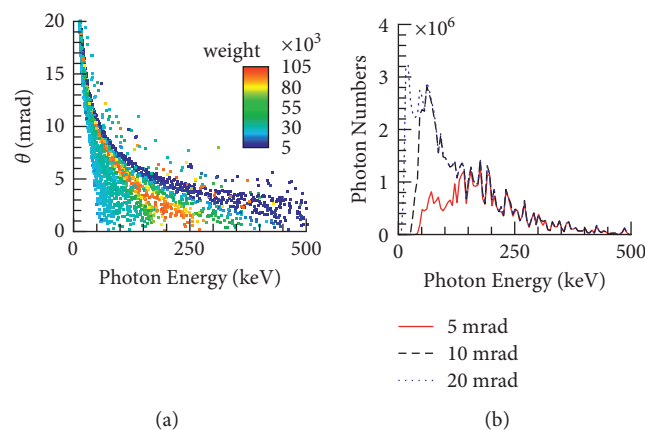 20
15
10
5
0
θ (mrad)
0
250
500
Photon Energy (keV)
weight
×10³
105
80
55
30
5
(a)
4
3
2
1
0
×10⁶
Photon Numbers
0
250
500
Photon Energy (keV)
5 mrad
10 mrad
20 mrad
(b)